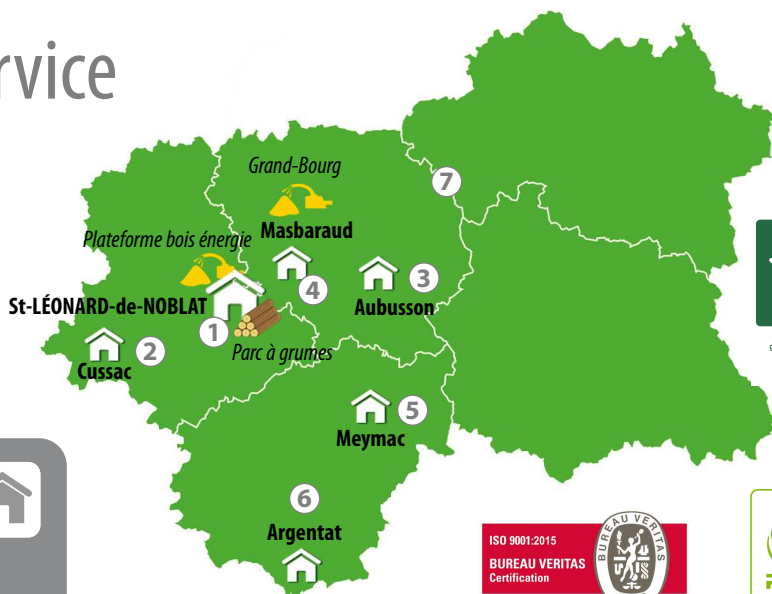 rvice
Grand-Bourg
7
Plateforme bois énergie
Masbaraud
3
4
St-LÉONARD-de-NOBLAT
Aubusson
1
2
Parc à grumes
Cussac
5
Meymac
6
Argentat
ISO 9001:2015
BUREAU VERITAS
Certification
BUREAU VERITAS